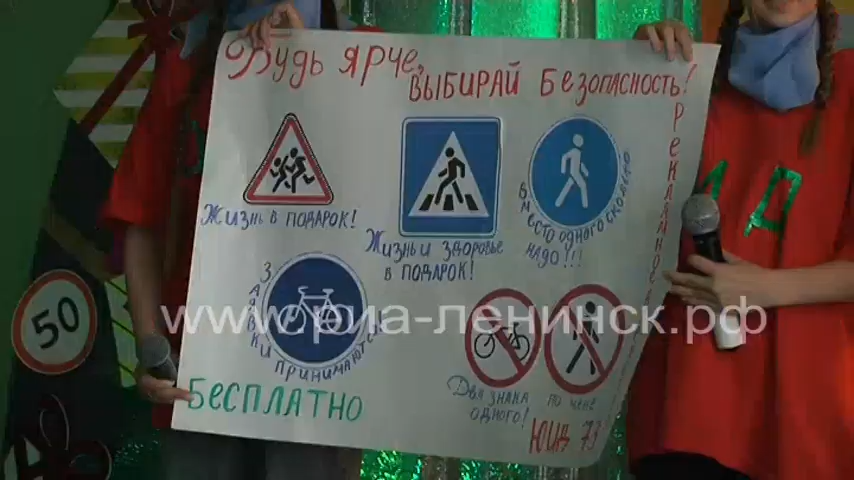 Будь ярче,
ВЫБИРАЙ БЕЗОПАСНОСТЬ!
Жизнь в подарок!
Жизнь и здоровье
в подарок!
Вместо одного сколько
надо!!!
Заявки принимаются
БЕСПЛАТНО
Два знака по цене
одного!
ЮИД
50
1 Д
www.риа-ленинск.рф